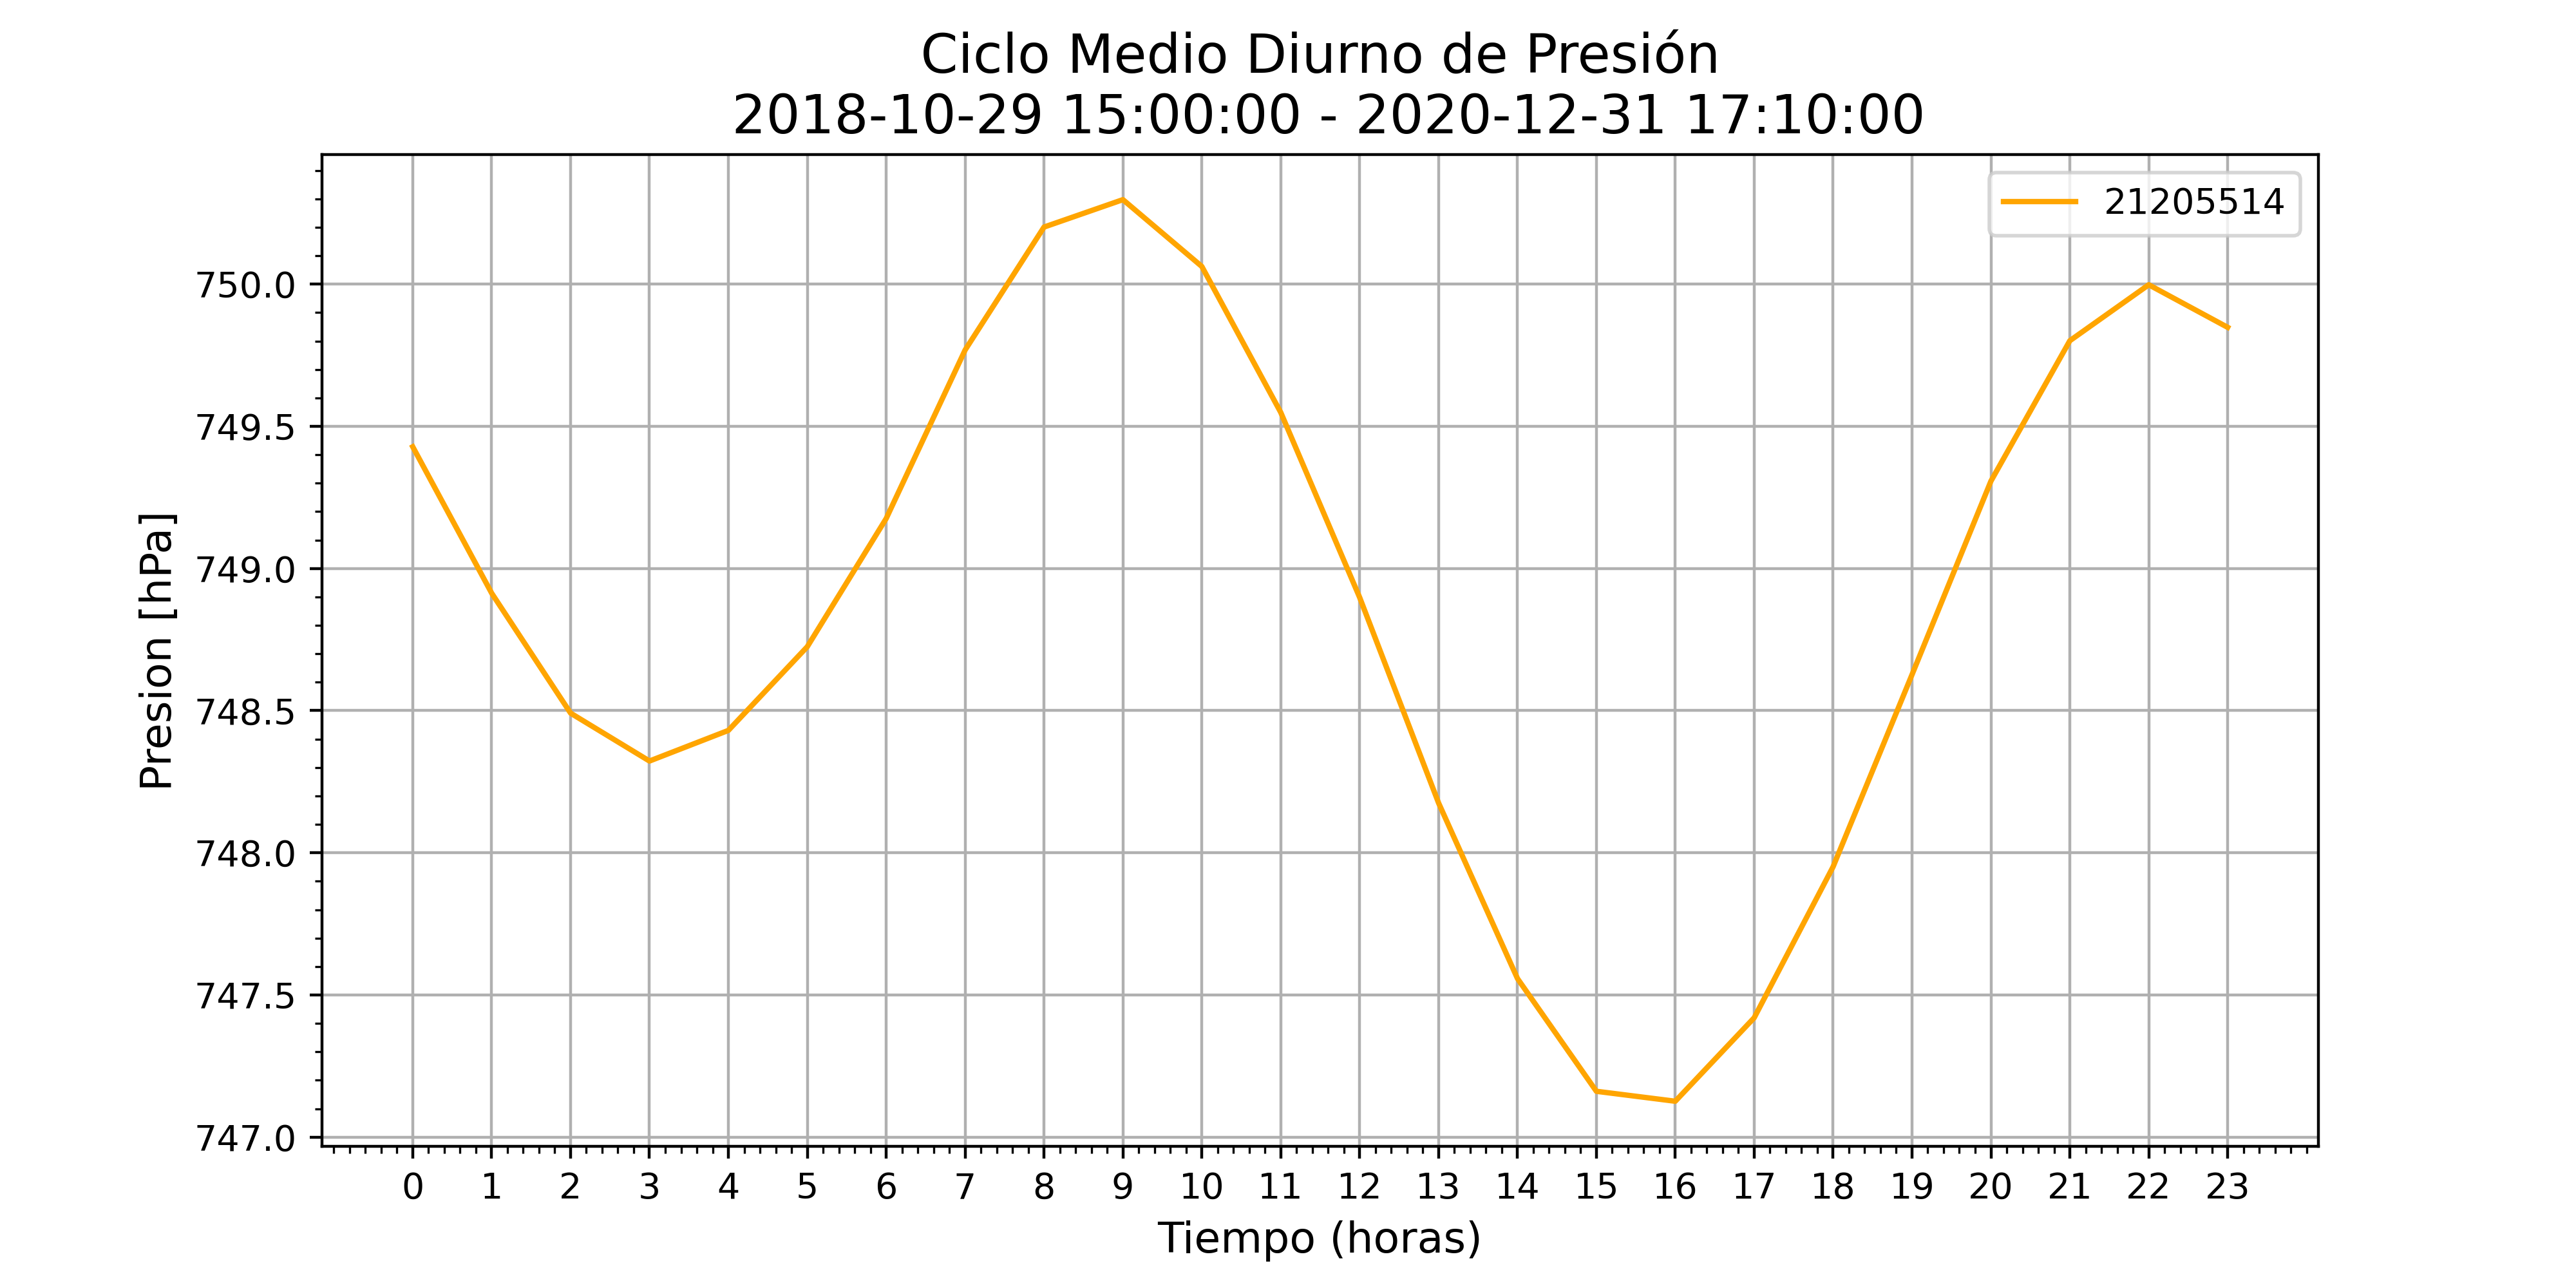 Ciclo Medio Diurno de Presión
2018-10-29 15:00:00 - 2020-12-31 17:10:00
21205514
750.0
749.5
749.0
748.5
748.0
747.5
747.0
Presion [hPa]
0 1 2 3 4 5 6 7 8 9 10 11 12 13 14 15 16 17 18 19 20 21 22 23
Tiempo (horas)